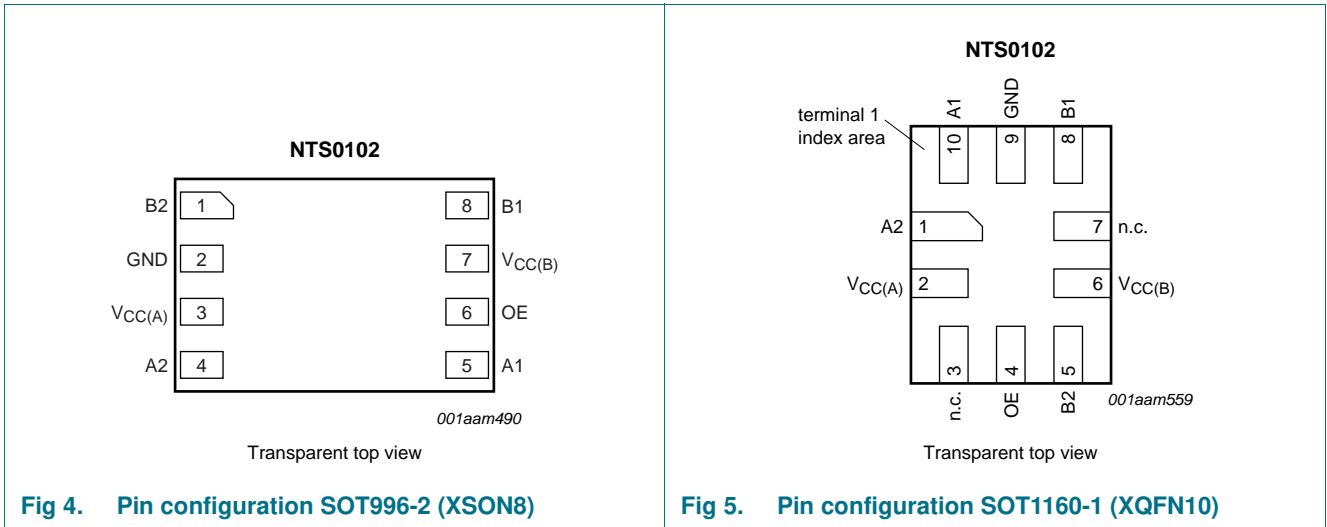 NTS0102
B2 1 8 B1
GND 2 7 VCC(B)
VCC(A) 3 6 OE
A2 4 5 A1
001aam490
Transparent top view
Fig 4. Pin configuration SOT996-2 (XSON8)
NTS0102
terminal 1
index area
A1 GND B1
10 9 8
A2 1 7 n.c.
VCC(A) 2 6 VCC(B)
3 4 5
n.c. OE B2
001aam559
Transparent top view
Fig 5. Pin configuration SOT1160-1 (XQFN10)